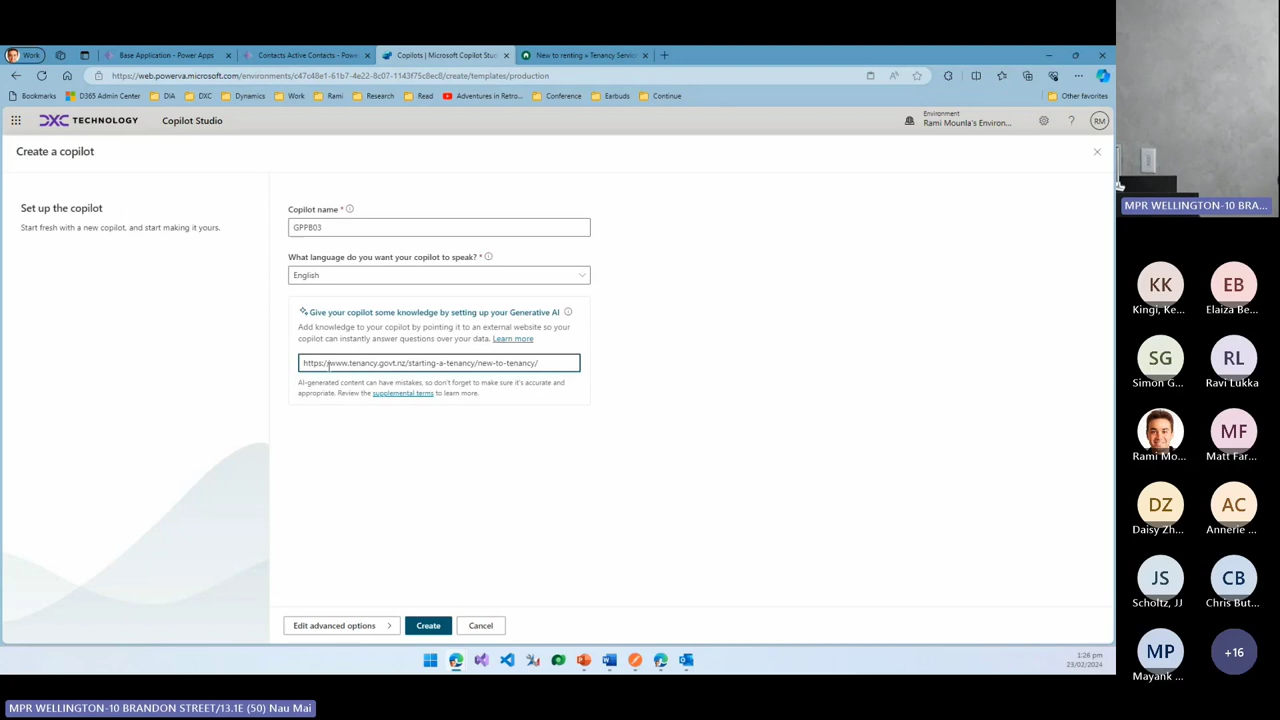 Work
Base Application - Power Apps
Contacts Active Contacts - Powe
Copilots | Microsoft Copilot Stud
New to renting » Tenancy Servic
https://web.powerva.microsoft.com/environments/c47c48e1-61b7-4e22-8c07-1143f75c8ec8/create/templates/production
Bookmarks
D365 Admin Center
DIA
DXC
Dynamics
Work
Rami
Research
Read
Adventures in Retro...
Conference
Earbuds
Continue
Other favorites
DXC TECHNOLOGY
Copilot Studio
Environment
Rami Mounla's Environ...
RM
Create a copilot
Set up the copilot
Start fresh with a new copilot, and start making it yours.
Copilot name *
GPPB03
What language do you want your copilot to speak? *
English
Give your copilot some knowledge by setting up your Generative AI
Add knowledge to your copilot by pointing it to an external website so your
copilot can instantly answer questions over your data. Learn more
https://www.tenancy.govt.nz/starting-a-tenancy/new-to-tenancy/
AI-generated content can have mistakes, so don't forget to make sure it's accurate and
appropriate. Review the supplemental terms to learn more.
Edit advanced options
Create
Cancel
1:26 pm
23/02/2024
MPR WELLINGTON-10 BRA...
KK
Kingi, Ke...
EB
Elaiza Be...
SG
Simon G...
RL
Ravi Lukka
Rami Mo...
MF
Matt Far...
DZ
Daisy Zh...
AC
Annerie ...
JS
Scholtz, JJ
CB
Chris But...
MP
Mayank ...
+16
MPR WELLINGTON-10 BRANDON STREET/13.1E (50) Nau Mai